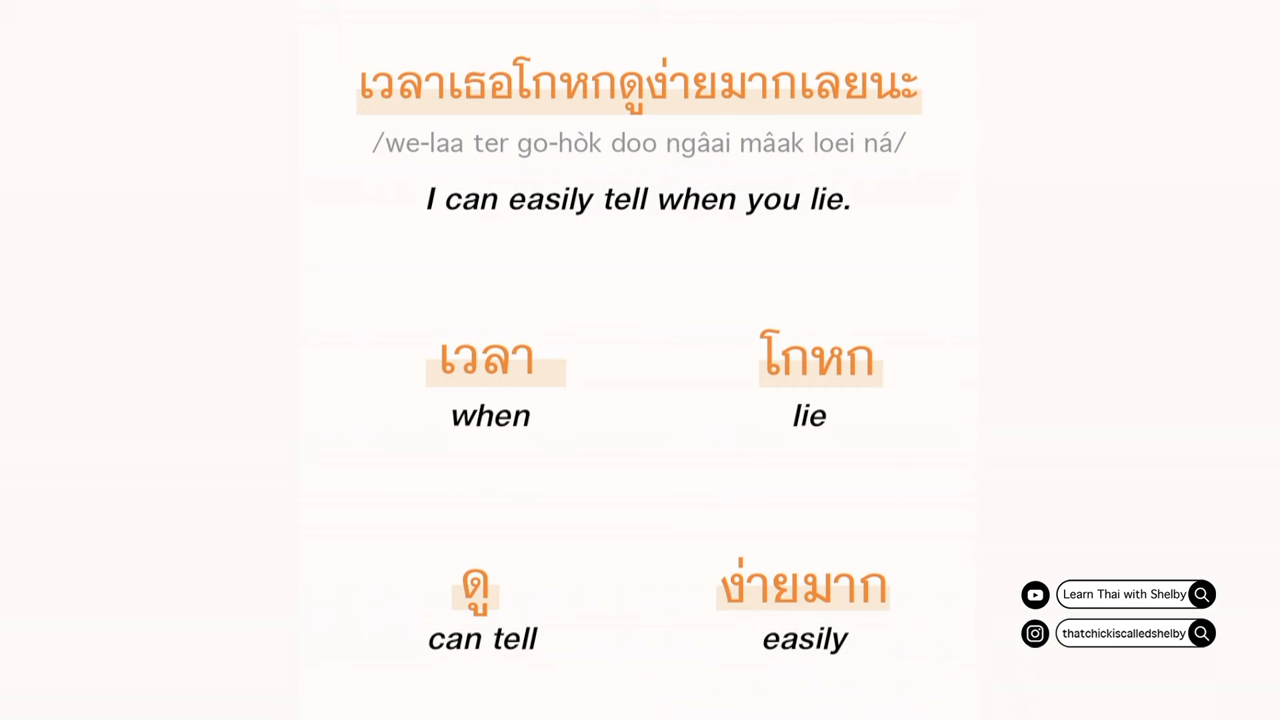 เวลาเธอโกหกดูง่ายมากเลยนะ
/we-laa ter go-hòk doo ngâai mâak loei ná/
I can easily tell when you lie.
เวลา
when
โกหก
lie
ดู
can tell
ง่ายมาก
easily
Learn Thai with Shelby
thatchickiscalledshelby